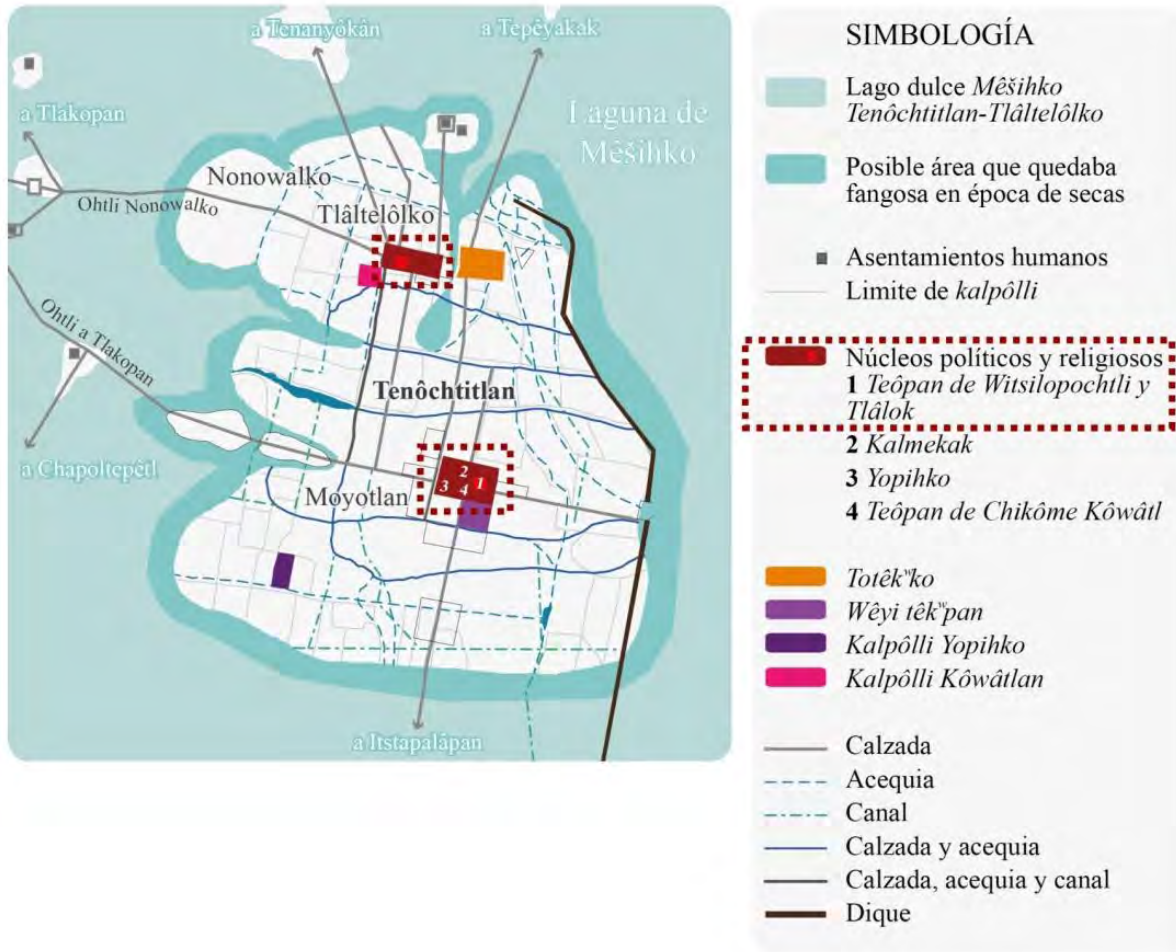 a Tenanyôkân
a Tepêyakak
a Tlakopan
Laguna de
Mêšihko
Nonowalko
Ohtli Nonowalko
Tlâltelôlko
Ohtli a Tlakopan
Tenôchtitlan
a Chapoltepêtl
Moyotlan
2
3
4
1
a Itstapalápan
SIMBOLOGÍA
Lago dulce Mêšihko
Tenôchtitlan-Tlâltelôlko
Posible área que quedaba
fangosa en época de secas
Asentamientos humanos
Limite de kalpôlli
Núcleos políticos y religiosos
1 Teôpan de Witsilopochtli y
Tlâlok
2 Kalmekak
3 Yopihko
4 Teôpan de Chikôme Kôwâtl
Totêkʷko
Wêyi têkʷpan
Kalpôlli Yopihko
Kalpôlli Kôwâtlan
Calzada
Acequia
Canal
Calzada y acequia
Calzada, acequia y canal
Dique